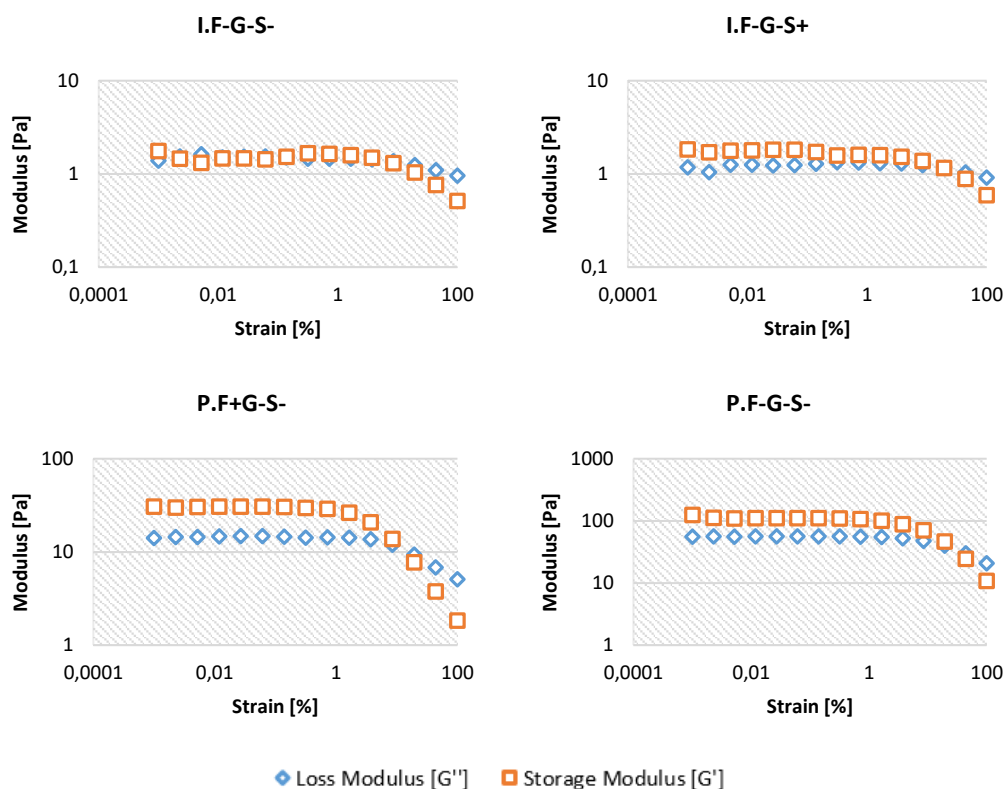 I.F-G-S-
10
1
0,1
Modulus [Pa]
0,0001 0,01 1 100
Strain [%]
I.F-G-S+
10
1
0,1
Modulus [Pa]
0,0001 0,01 1 100
Strain [%]
P.F+G-S-
100
10
1
Modulus [Pa]
0,0001 0,01 1 100
Strain [%]
P.F-G-S-
1000
100
10
1
Modulus [Pa]
0,0001 0,01 1 100
Strain [%]
Loss Modulus [G''] Storage Modulus [G']